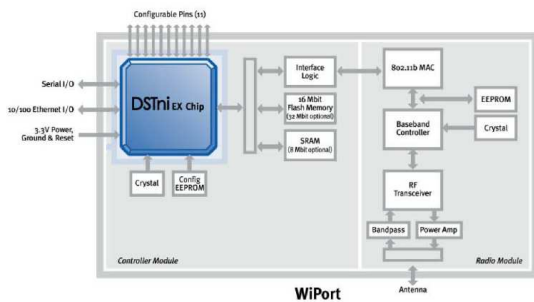 Configurable Pins (11)
Serial I/O
10/100 Ethernet I/O
3.3V Power,
Ground & Reset
DSTni EX Chip
Crystal
Config
EEPROM
Interface
Logic
16 Mbit
Flash Memory
(32 Mbit optional)
SRAM
(8 Mbit optional)
Controller Module
802.11b MAC
EEPROM
Baseband
Controller
Crystal
RF
Transceiver
Bandpass
Power Amp
Radio Module
Antenna
WiPort